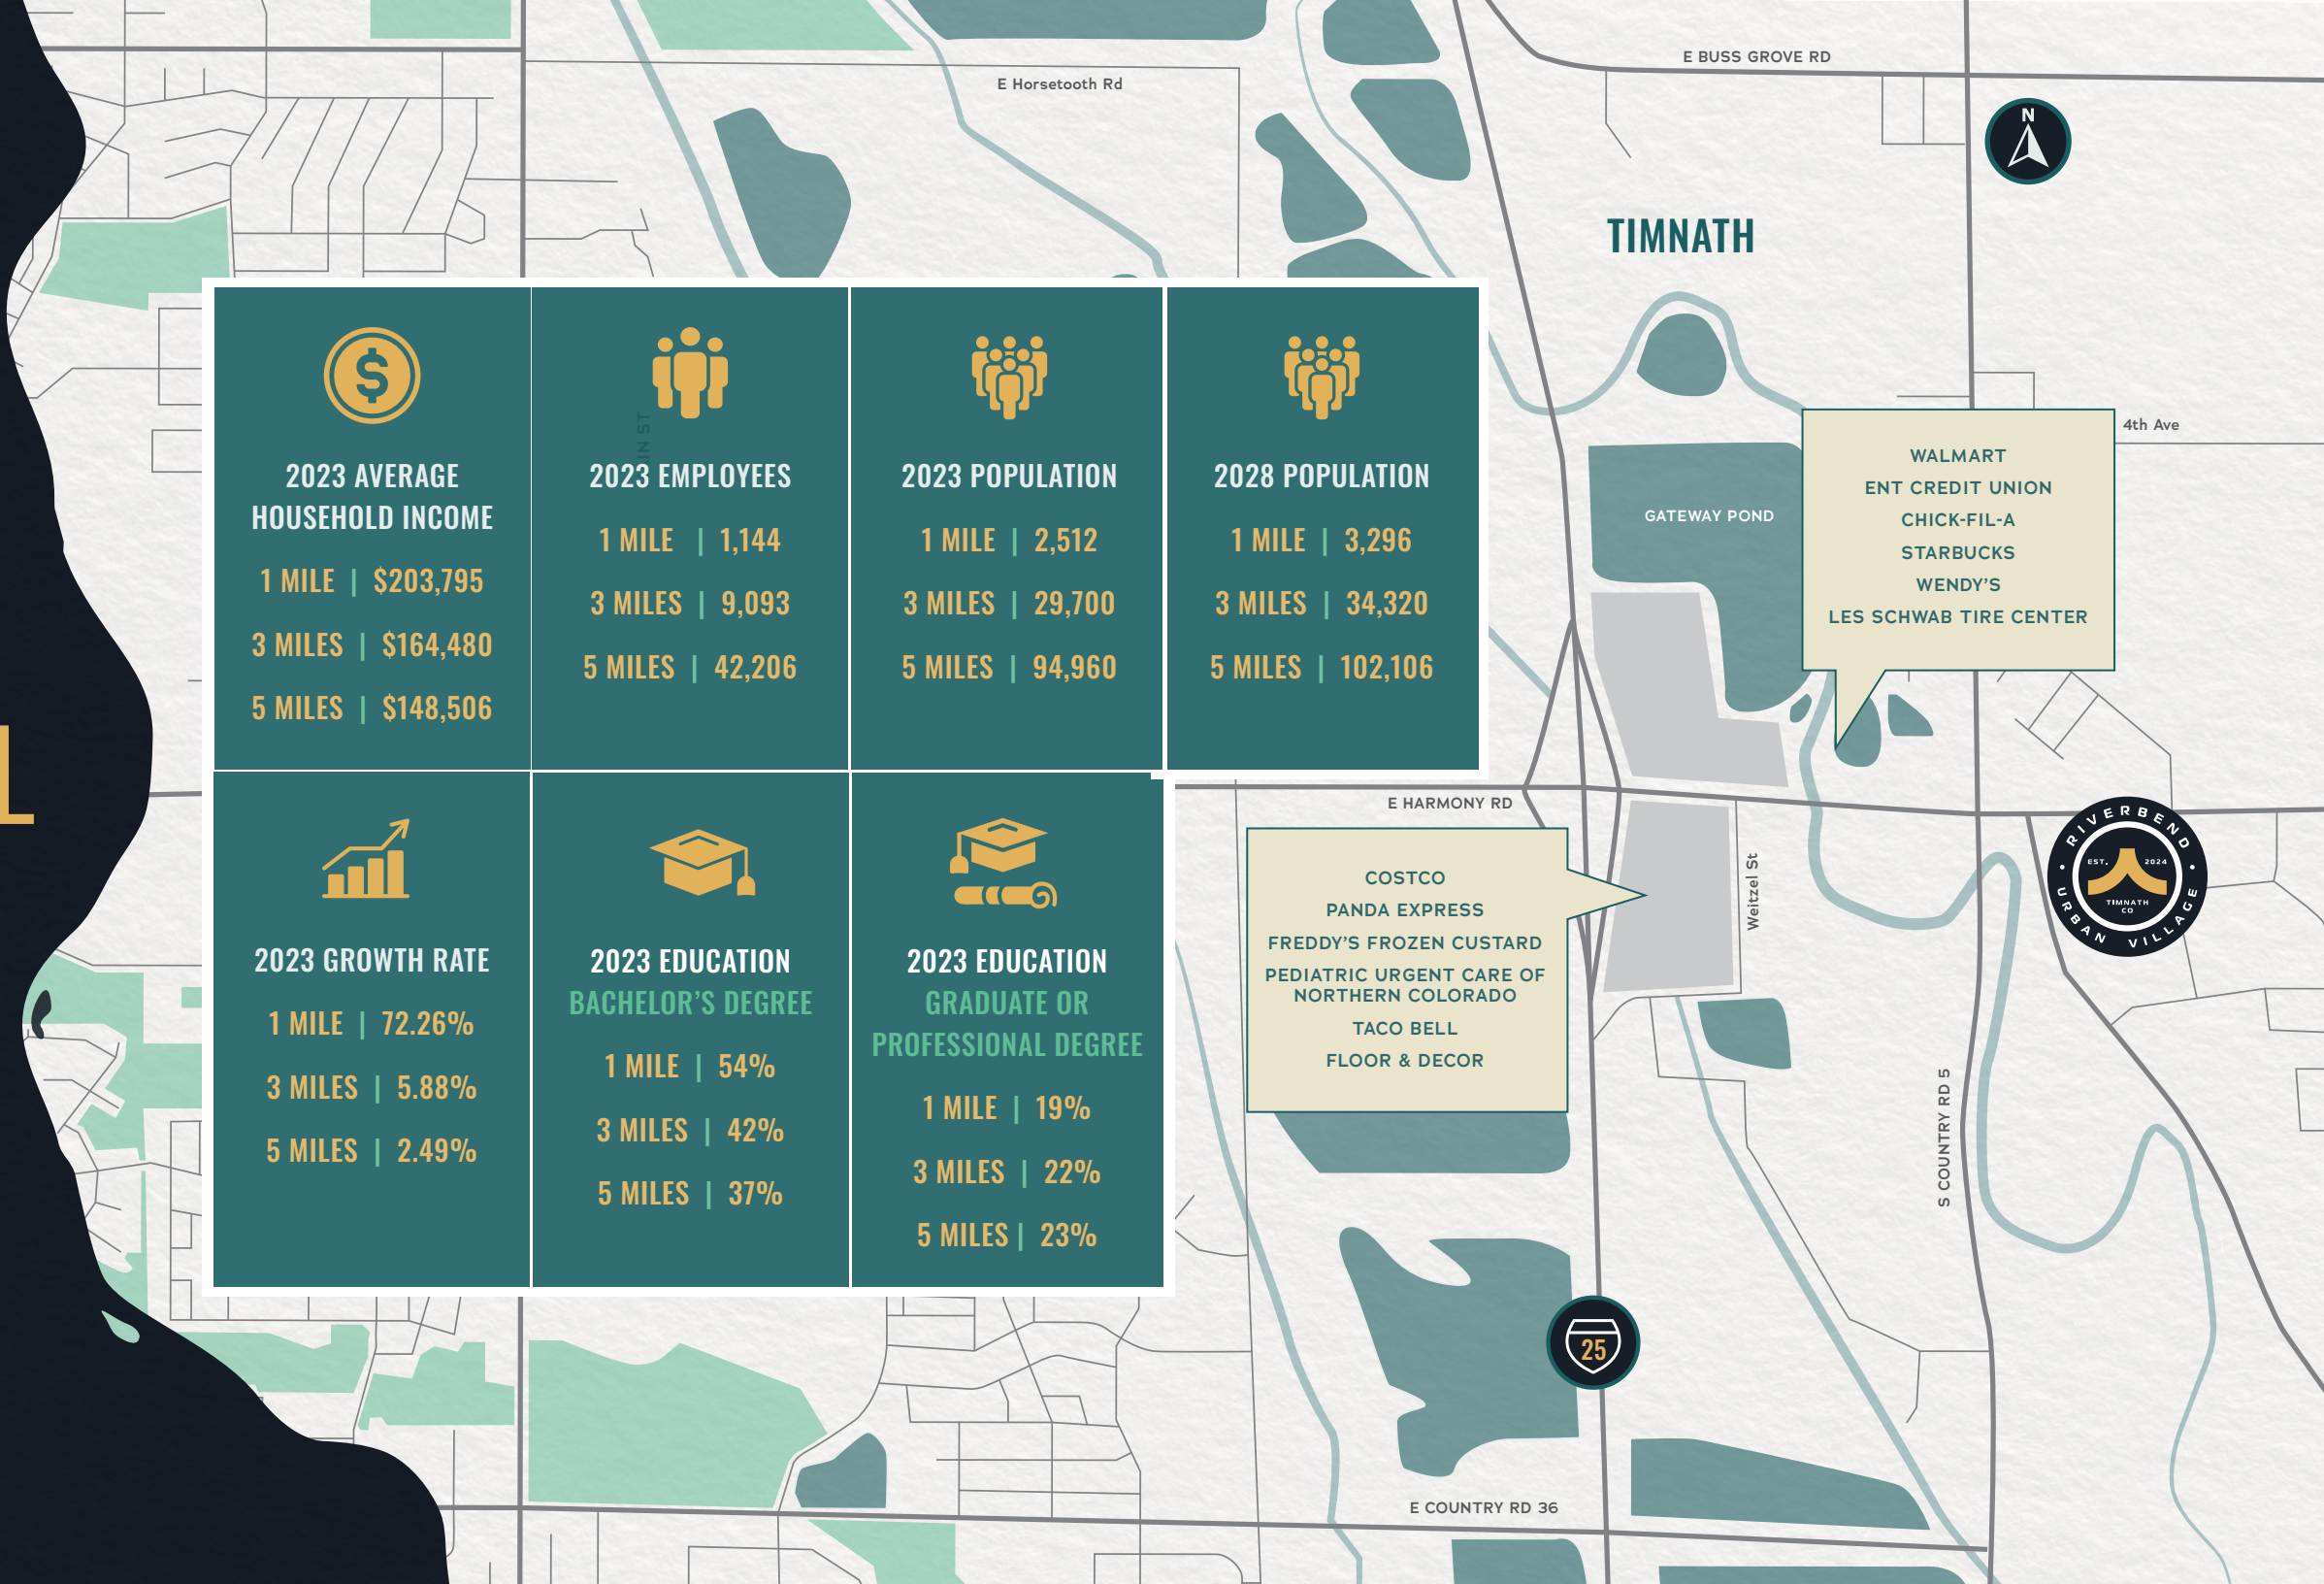 E BUSS GROVE RD
E Horsetooth Rd
N
TIMNATH
2023 AVERAGE
HOUSEHOLD INCOME
1 MILE | $203,795
3 MILES | $164,480
5 MILES | $148,506
2023 EMPLOYEES
1 MILE | 1,144
3 MILES | 9,093
5 MILES | 42,206
2023 POPULATION
1 MILE | 2,512
3 MILES | 29,700
5 MILES | 94,960
2028 POPULATION
1 MILE | 3,296
3 MILES | 34,320
5 MILES | 102,106
4th Ave
GATEWAY POND
WALMART
ENT CREDIT UNION
CHICK-FIL-A
STARBUCKS
WENDY’S
LES SCHWAB TIRE CENTER
L
2023 GROWTH RATE
1 MILE | 72.26%
3 MILES | 5.88%
5 MILES | 2.49%
2023 EDUCATION
BACHELOR’S DEGREE
1 MILE | 54%
3 MILES | 42%
5 MILES | 37%
2023 EDUCATION
GRADUATE OR
PROFESSIONAL DEGREE
1 MILE | 19%
3 MILES | 22%
5 MILES | 23%
E HARMONY RD
COSTCO
PANDA EXPRESS
FREDDY’S FROZEN CUSTARD
PEDIATRIC URGENT CARE OF
NORTHERN COLORADO
TACO BELL
FLOOR & DECOR
Weitzel St
RIVERBEND
EST. 2024
TIMNATH
CO
URBAN VILLAGE
S COUNTRY RD 5
25
E COUNTRY RD 36